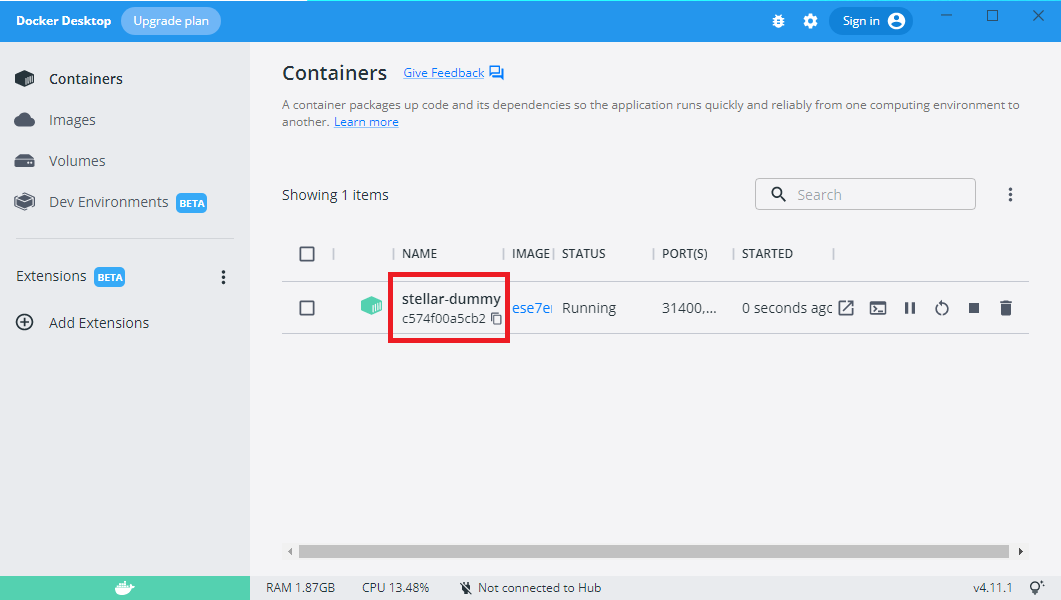 Docker Desktop Upgrade plan Sign in
Containers
Images
Volumes
Dev Environments BETA
Extensions BETA
Add Extensions
Containers Give Feedback
A container packages up code and its dependencies so the application runs quickly and reliably from one computing environment to
another. Learn more
Showing 1 items Search
NAME IMAGE STATUS PORT(S) STARTED
stellar-dummy
c574f00a5cb2
ese7e Running 31400,... 0 seconds agc
RAM 1.87GB CPU 13.48% Not connected to Hub v4.11.1